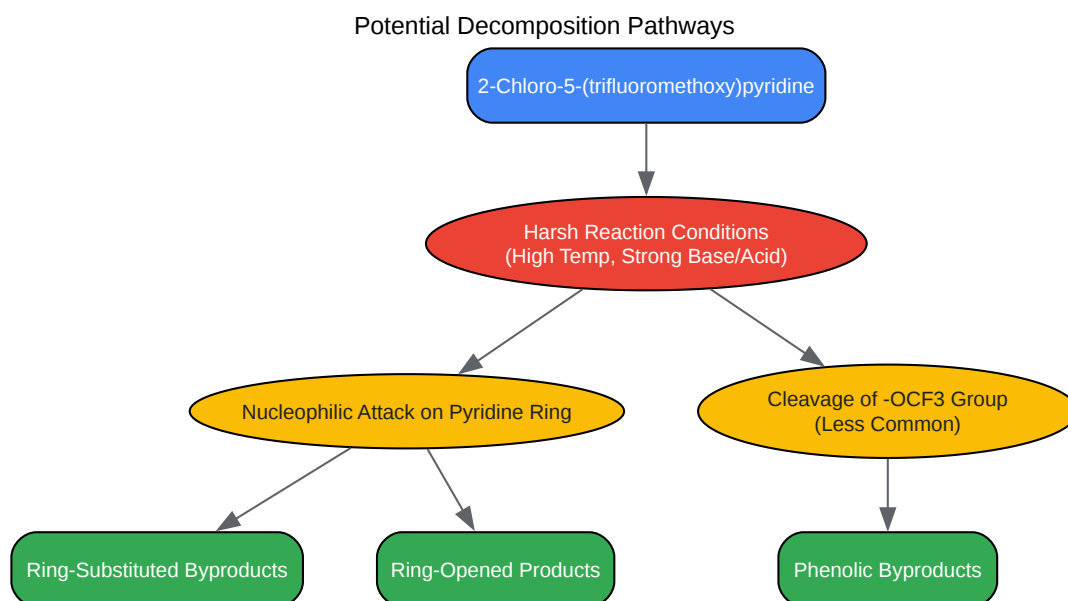 Potential Decomposition Pathways
2-Chloro-5-(trifluoromethoxy)pyridine
Harsh Reaction Conditions
(High Temp, Strong Base/Acid)
Nucleophilic Attack on Pyridine Ring
Cleavage of -OCF3 Group
(Less Common)
Ring-Substituted Byproducts
Ring-Opened Products
Phenolic Byproducts